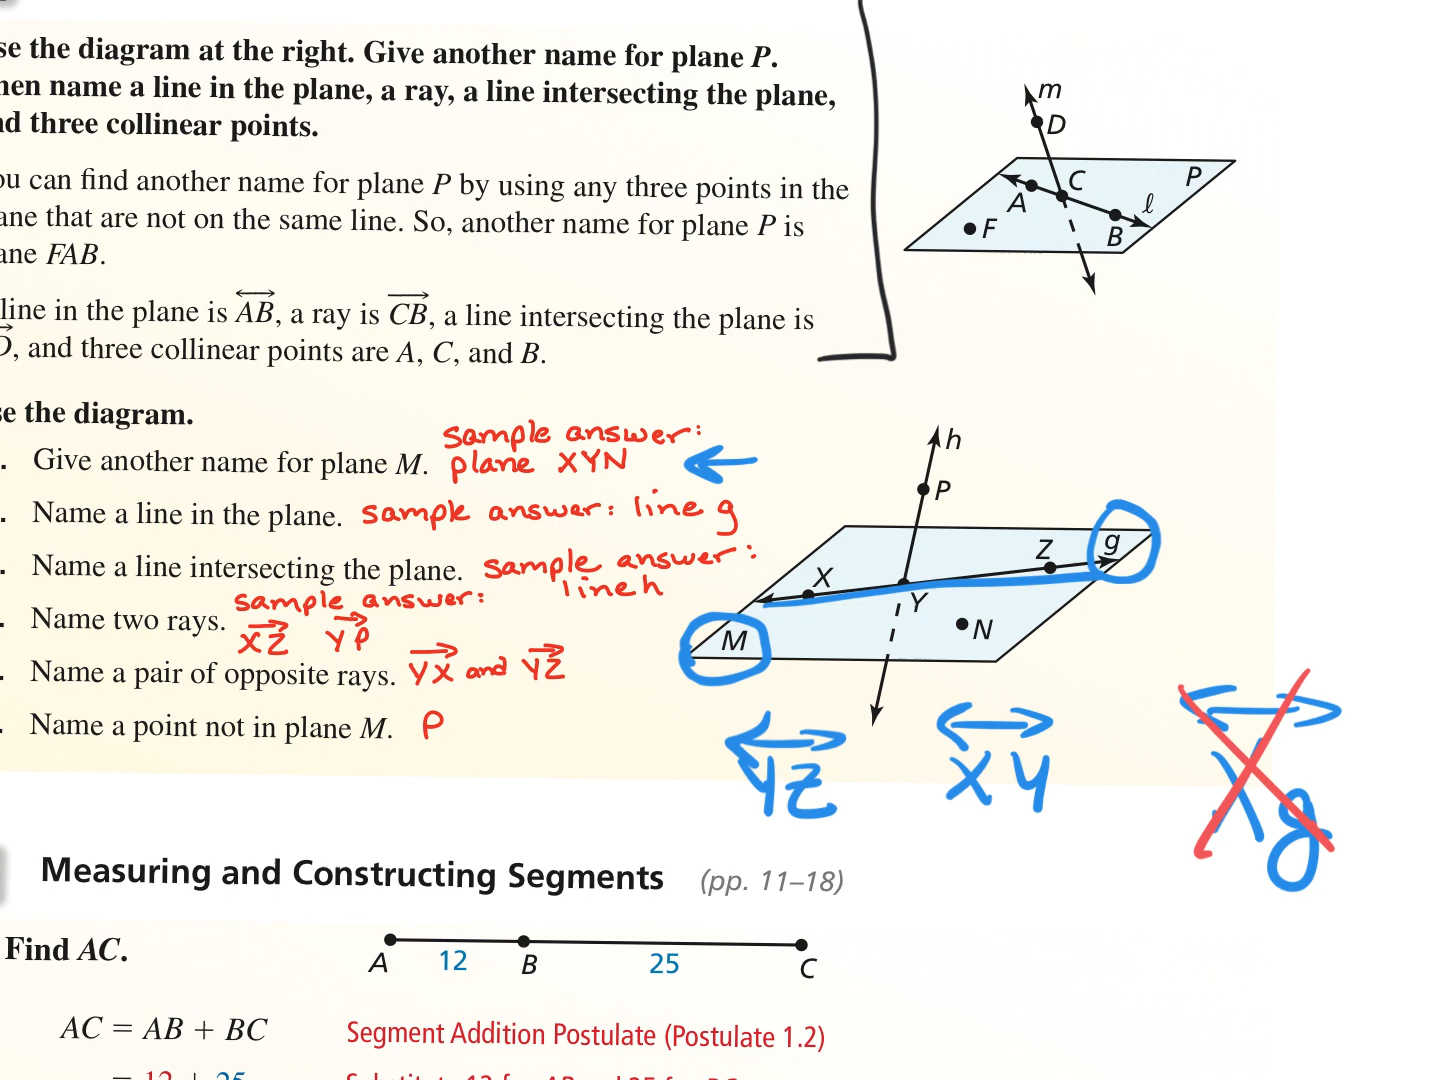 se the diagram at the right. Give another name for plane P.
hen name a line in the plane, a ray, a line intersecting the plane,
nd three collinear points.
ou can find another name for plane P by using any three points in the
ane that are not on the same line. So, another name for plane P is
ane FAB.
line in the plane is AB, a ray is CB, a line intersecting the plane is
D, and three collinear points are A, C, and B.
m
D
C
P
A
ℓ
F
B
se the diagram.
. Give another name for plane M. sample answer: plane XYN
. Name a line in the plane. sample answer: line g
. Name a line intersecting the plane. sample answer: line h
. Name two rays. sample answer: XZ YP
. Name a pair of opposite rays. YX and YZ
. Name a point not in plane M. P
h
P
Z
g
X
Y
N
M
YZ XY Xg
Measuring and Constructing Segments (pp. 11–18)
Find AC.
A 12 B 25 C
AC = AB + BC Segment Addition Postulate (Postulate 1.2)